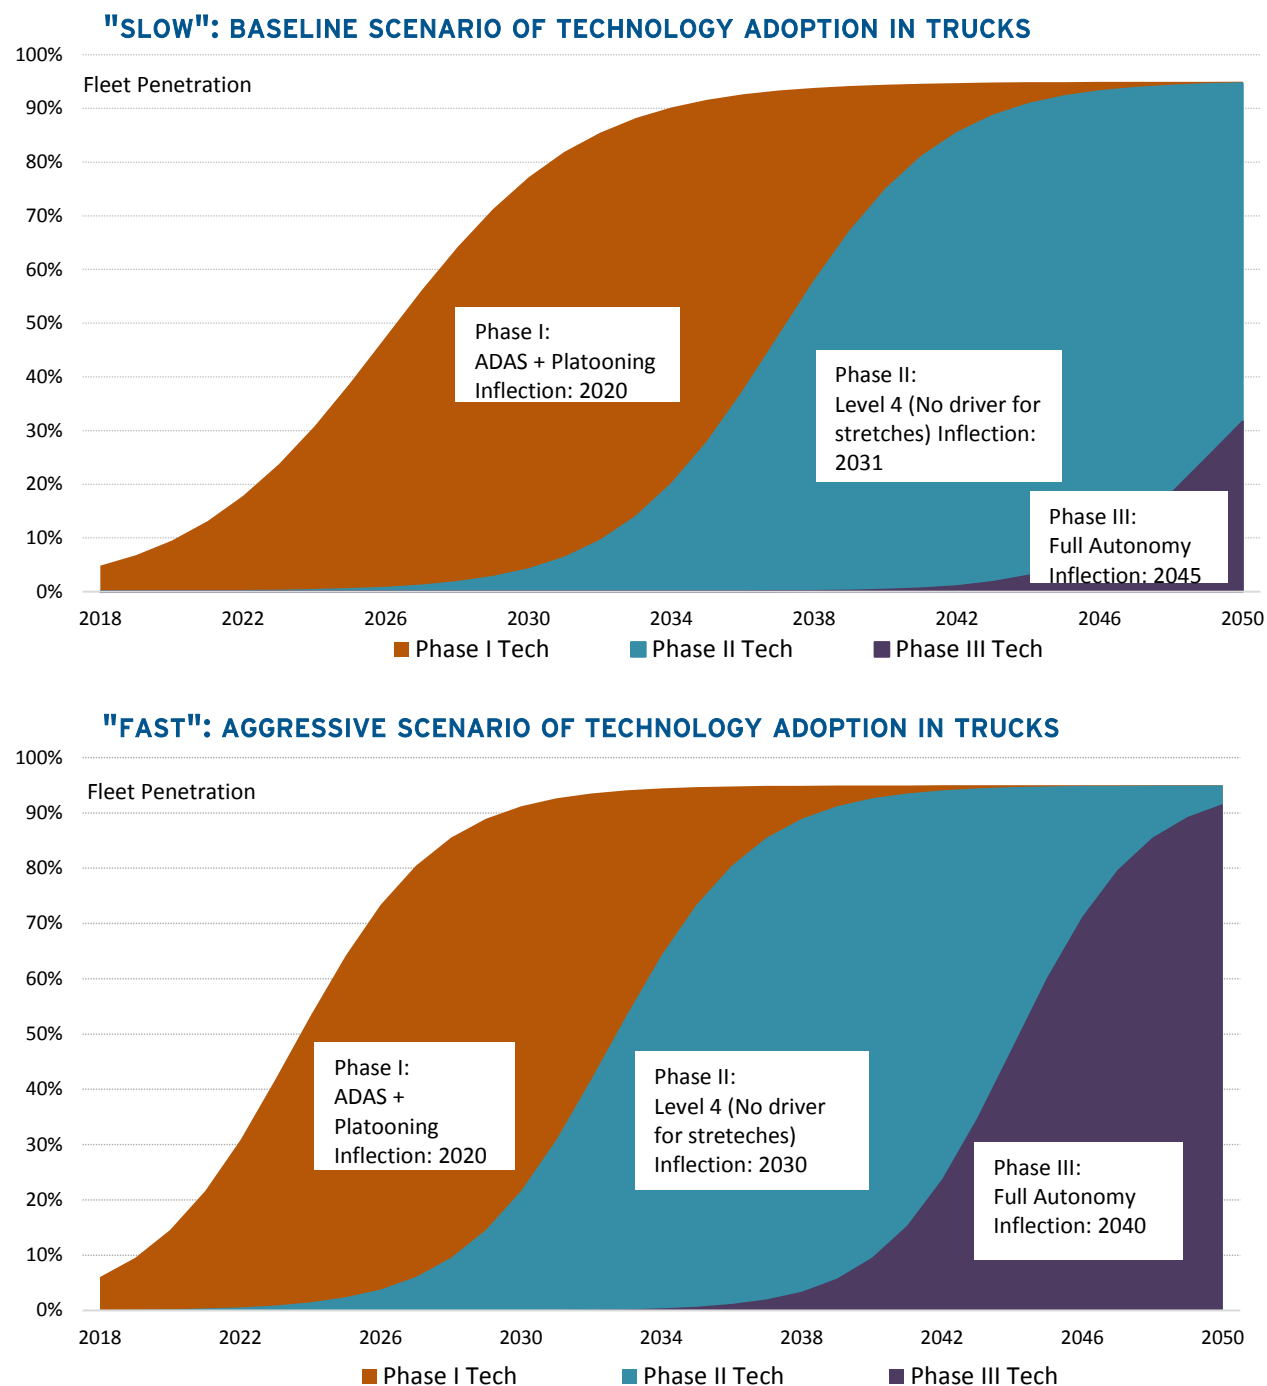 "SLOW": BASELINE SCENARIO OF TECHNOLOGY ADOPTION IN TRUCKS
100%
Fleet Penetration
90%
80%
70%
60%
50%
40%
30%
20%
10%
0%
Phase I:
ADAS + Platooning
Inflection: 2020
Phase II:
Level 4 (No driver for
stretches) Inflection:
2031
Phase III:
Full Autonomy
Inflection: 2045
2018 2022 2026 2030 2034 2038 2042 2046 2050
Phase I Tech Phase II Tech Phase III Tech
"FAST": AGGRESSIVE SCENARIO OF TECHNOLOGY ADOPTION IN TRUCKS
100%
Fleet Penetration
90%
80%
70%
60%
50%
40%
30%
20%
10%
0%
Phase I:
ADAS +
Platooning
Inflection: 2020
Phase II:
Level 4 (No driver
for streteches)
Inflection: 2030
Phase III:
Full Autonomy
Inflection: 2040
2018 2022 2026 2030 2034 2038 2042 2046 2050
Phase I Tech Phase II Tech Phase III Tech